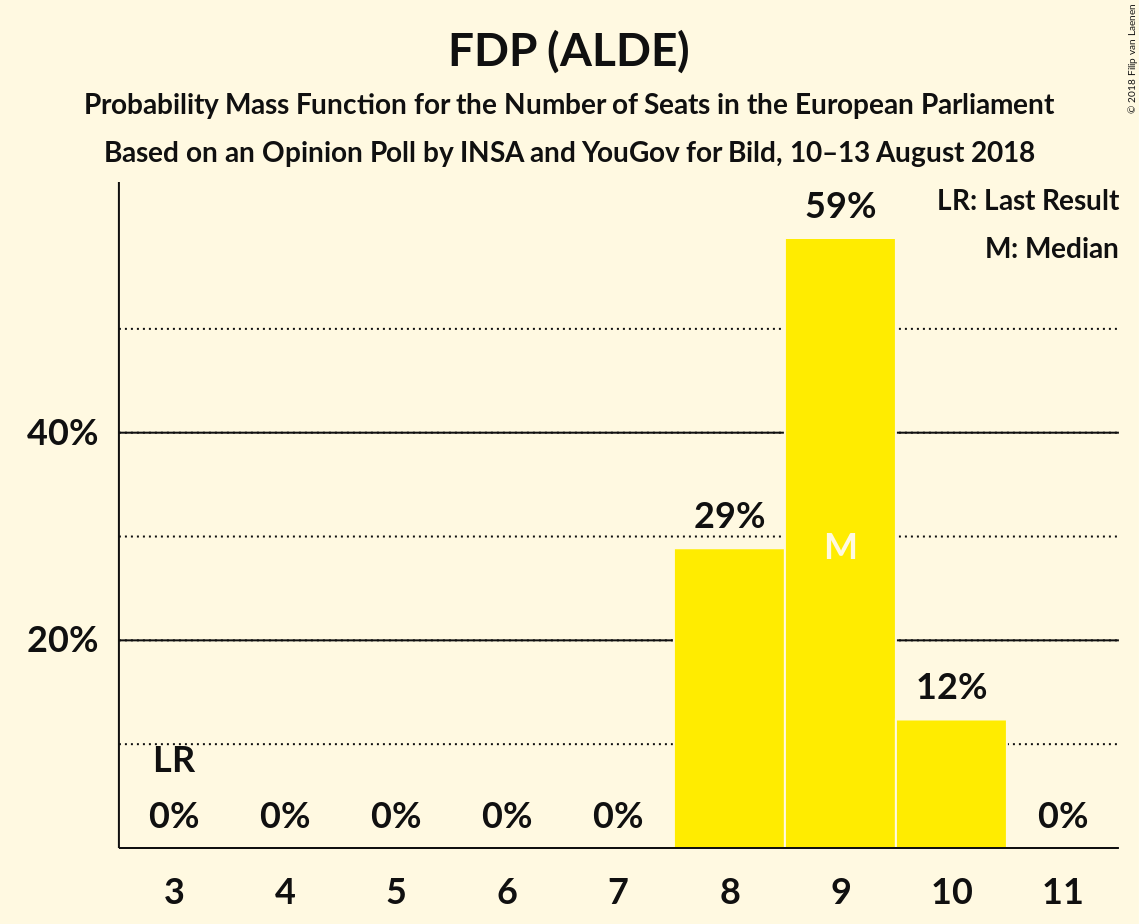 FDP (ALDE)
Probability Mass Function for the Number of Seats in the European Parliament
Based on an Opinion Poll by INSA and YouGov for Bild, 10–13 August 2018
© 2018 Filip van Laenen
LR: Last Result
M: Median
59%
40%
29%
M
20%
12%
LR
0% 0% 0% 0% 0% 0%
3 4 5 6 7 8 9 10 11